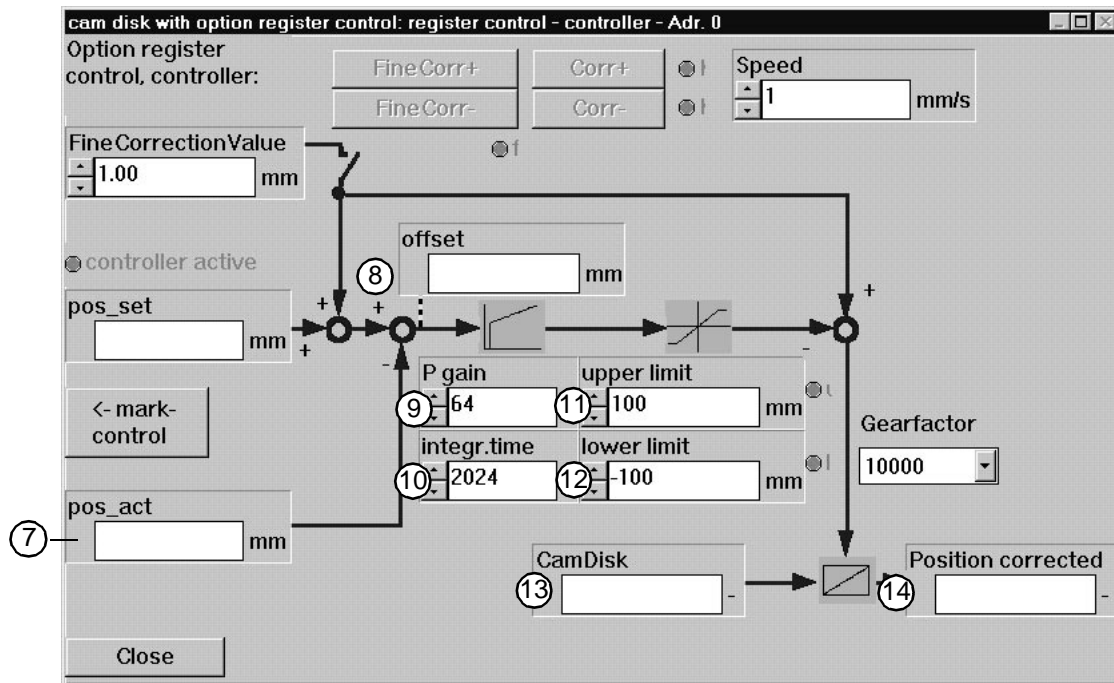 cam disk with option register control: register control - controller - Adr. 0
Option register
control, controller:
FineCorr+
Corr+
FineCorr-
Corr-
Speed
1
mm/s
FineCorrectionValue
1.00
mm
f
offset
mm
controller active
8
pos_set
mm
+
+
+
-
+
-
P gain
9
64
upper limit
11
100
mm
<- mark-
control
integr.time
10
2024
lower limit
12
-100
mm
Gearfactor
10000
pos_act
7
mm
CamDisk
13
-
Position corrected
14
-
Close